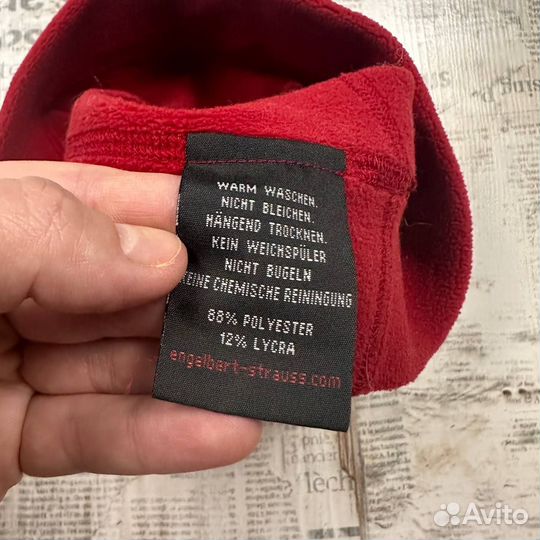 WARM WASCHEN.
NICHT BLEICHEN.
HÄNGEND TROCKNEN.
KEIN WEICHSPÜLER
NICHT BUGELN
KEINE CHEMISCHE REINIGUNG
88% POLYESTER
12% LYCRA
engelbert-strauss.com
Avito